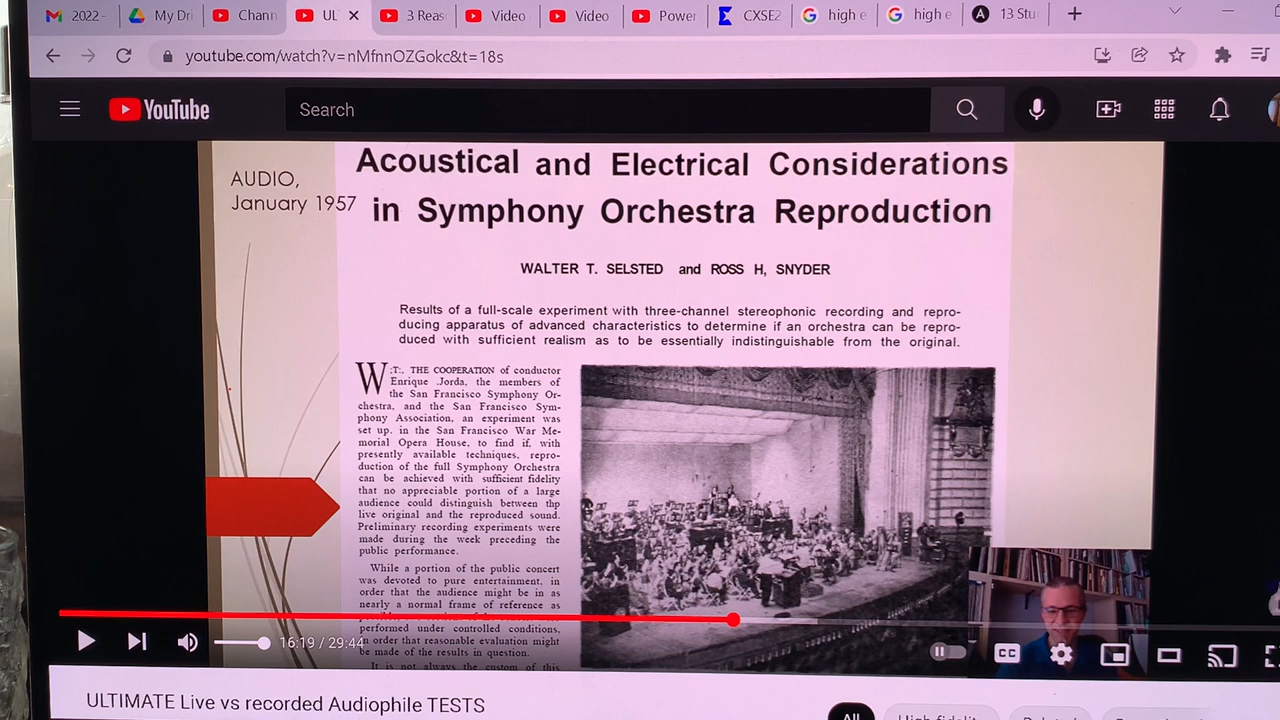 2022 -
My Dri
Chann
UL
3 Reas
Video
Video
Power
CXSE2
high e
high e
13 Stu
youtube.com/watch?v=nMfnnOZGokc&t=18s
YouTube
Search
AUDIO,
January 1957
Acoustical and Electrical Considerations
in Symphony Orchestra Reproduction
WALTER T. SELSTED and ROSS H, SNYDER
Results of a full-scale experiment with three-channel stereophonic recording and repro-
ducing apparatus of advanced characteristics to determine if an orchestra can be repro-
duced with sufficient realism as to be essentially indistinguishable from the original.
W:T:, THE COOPERATION of conductor
Enrique .Jorda, the members of
the San Francisco Symphony Or-
chestra, and the San Francisco Sym-
phony Association, an experiment was
set up, in the San Francisco War Me-
morial Opera House, to find if, with
presently available techniques, repro-
duction of the full Symphony Orchestra
can be achieved with sufficient fidelity
that no appreciable portion of a large
audience could distinguish between thp
live original and the reproduced sound.
Preliminary recording experiments were
made during the week preceding the
public performance.
While a portion of the public concert
was devoted to pure entertainment, in
order that the audience might be in as
nearly a normal frame of reference as
performed under controlled conditions,
in order that reasonable evaluation might
be made of the results in question.
It is not always the custom of this
16:19 / 29:44
CC
ULTIMATE Live vs recorded Audiophile TESTS
All